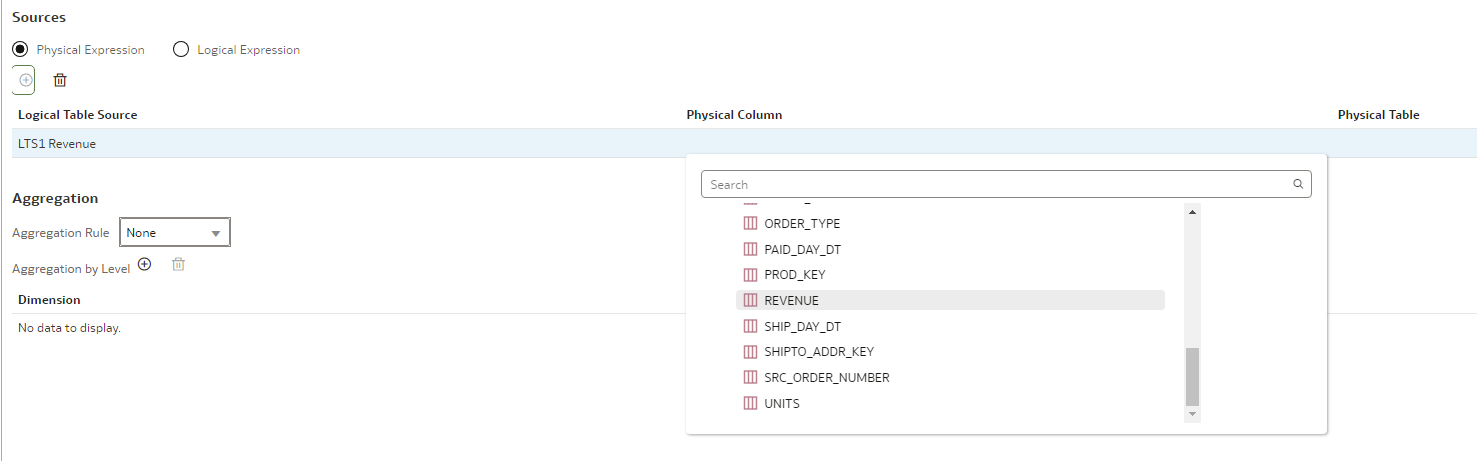 Sources
Physical Expression Logical Expression
Logical Table Source Physical Column Physical Table
LTS1 Revenue
Search
Aggregation
ORDER_TYPE
Aggregation Rule None
PAID_DAY_DT
Aggregation by Level
PROD_KEY
Dimension
REVENUE
No data to display.
SHIP_DAY_DT
SHIPTO_ADDR_KEY
SRC_ORDER_NUMBER
UNITS